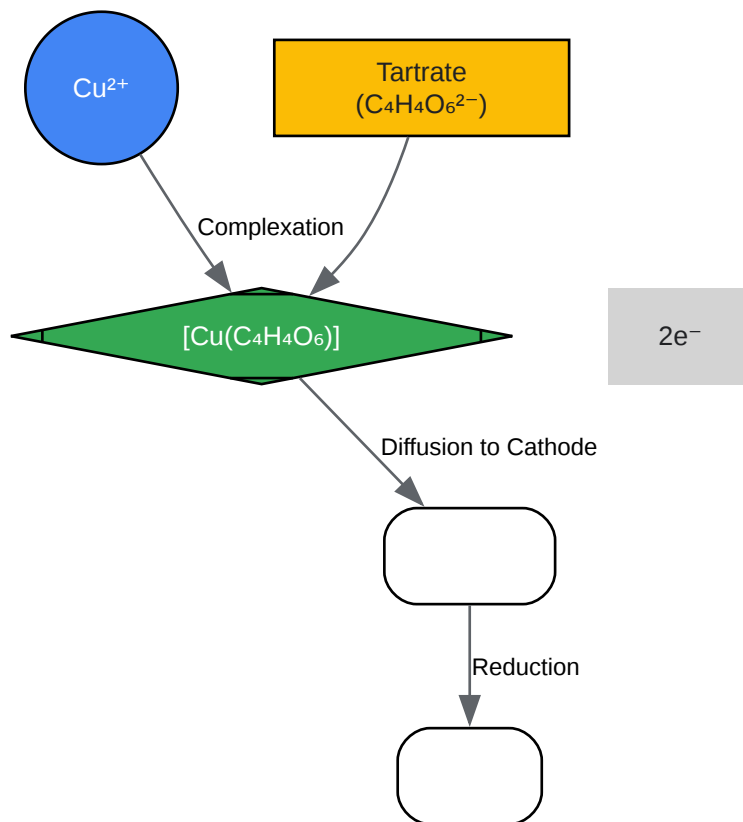 Cu²⁺
Tartrate
(C₄H₄O₆²⁻)
Complexation
[Cu(C₄H₄O₆)]
2e⁻
Diffusion to Cathode
Reduction